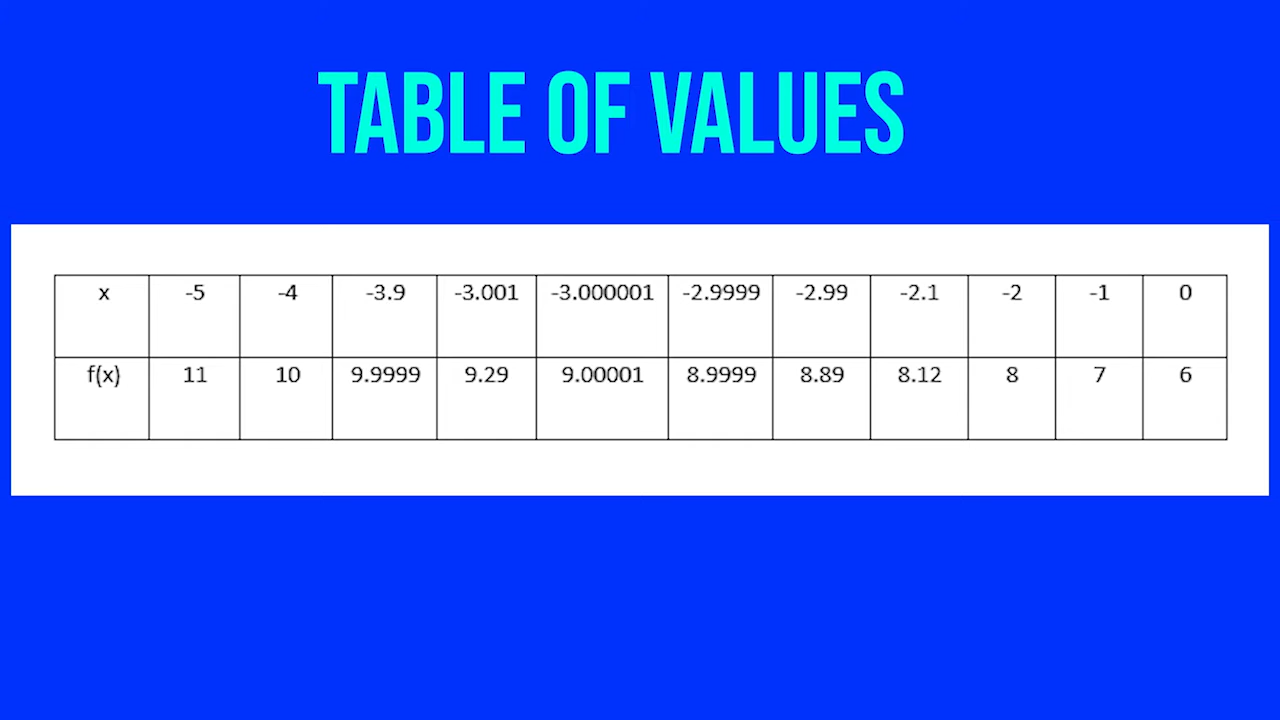 TABLE OF VALUES
x -5 -4 -3.9 -3.001 -3.000001 -2.9999 -2.99 -2.1 -2 -1 0
f(x) 11 10 9.9999 9.29 9.00001 8.9999 8.89 8.12 8 7 6